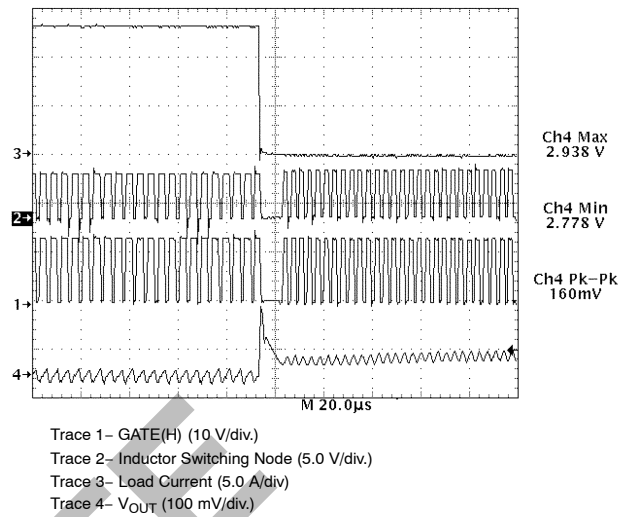 3→
2→
1→
4→
Ch4 Max
2.938 V
Ch4 Min
2.778 V
Ch4 Pk–Pk
160mV
M 20.0µs
Trace 1– GATE(H) (10 V/div.)
Trace 2– Inductor Switching Node (5.0 V/div.)
Trace 3– Load Current (5.0 A/div)
Trace 4– VOUT (100 mV/div.)